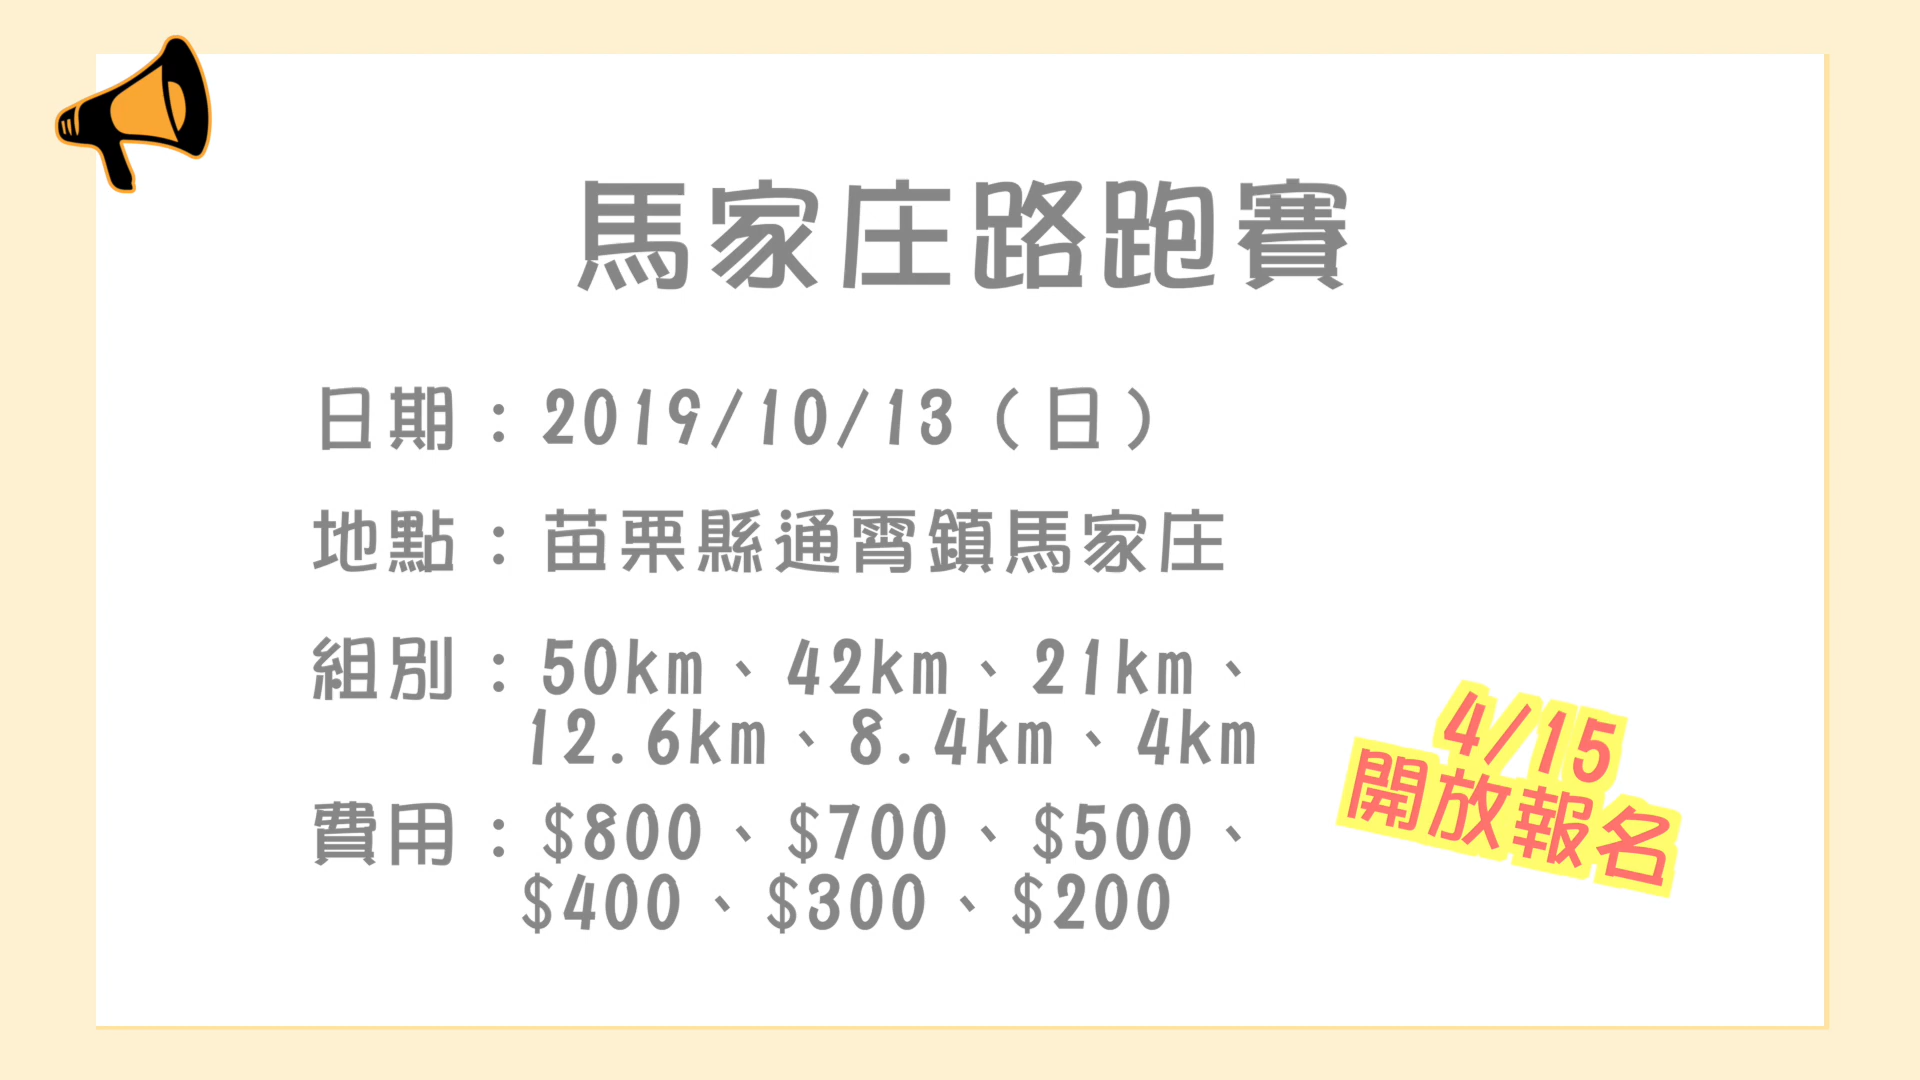 馬家庄路跑賽
日期：2019/10/13（日）
地點：苗栗縣通霄鎮馬家庄
組別：50km、42km、21km、
12.6km、8.4km、4km
費用：$800、$700、$500、
$400、$300、$200
4/15
開放報名